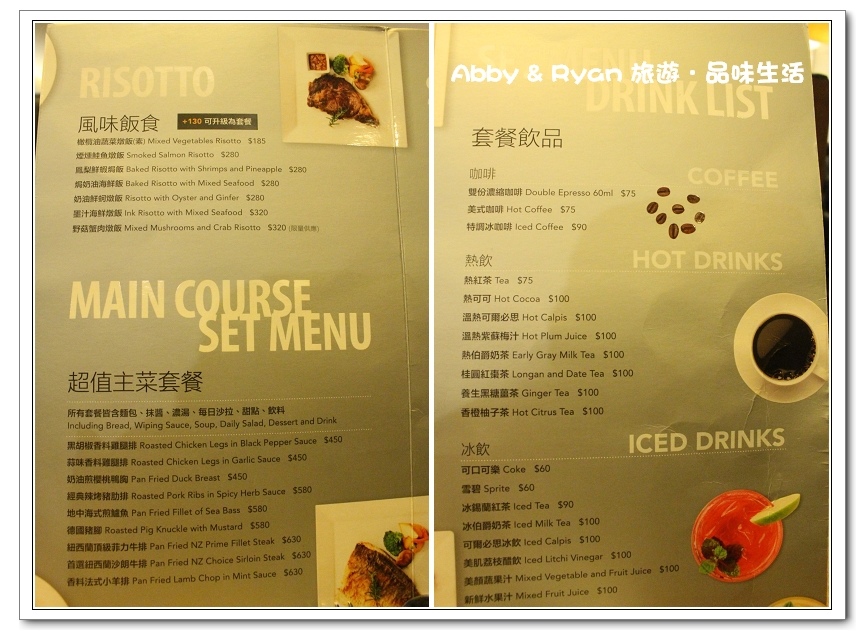 RISOTTO
風味飯食 +130 可升級為套餐
橄欖油蔬菜燉飯(素) Mixed Vegetables Risotto $185
煙燻鮭魚燉飯 Smoked Salmon Risotto $280
鳳梨鮮蝦焗飯 Baked Risotto with Shrimps and Pineapple $280
焗奶油海鮮飯 Baked Risotto with Mixed Seafood $280
奶油鮮蚵燉飯 Risotto with Oyster and Ginfer $280
墨汁海鮮燉飯 Ink Risotto with Mixed Seafood $320
野菇蟹肉燉飯 Mixed Mushrooms and Crab Risotto $320 (限量供應)
MAIN COURSE
SET MENU
超值主菜套餐
所有套餐皆含麵包、抹醬、濃湯、每日沙拉、甜點、飲料
Including Bread, Wiping Sauce, Soup, Daily Salad, Dessert and Drink
黑胡椒香料雞腿排 Roasted Chicken Legs in Black Pepper Sauce $450
蒜味香料雞腿排 Roasted Chicken Legs in Garlic Sauce $450
奶油煎櫻桃鴨胸 Pan Fried Duck Breast $450
經典辣烤豬肋排 Roasted Pork Ribs in Spicy Herb Sauce $580
地中海式煎鱸魚 Pan Fried Fillet of Sea Bass $580
德國豬腳 Roasted Pig Knuckle with Mustard $580
紐西蘭頂級菲力牛排 Pan Fried NZ Prime Fillet Steak $630
首選紐西蘭沙朗牛排 Pan Fried NZ Choice Sirloin Steak $630
香料法式小羊排 Pan Fried Lamb Chop in Mint Sauce $630
Abby & Ryan 旅遊·品味生活
DRINK LIST
套餐飲品
咖啡 COFFEE
雙份濃縮咖啡 Double Epresso 60ml $75
美式咖啡 Hot Coffee $75
特調冰咖啡 Iced Coffee $90
熱飲 HOT DRINKS
熱紅茶 Tea $75
熱可可 Hot Cocoa $100
溫熱可爾必思 Hot Calpis $100
溫熱紫蘇梅汁 Hot Plum Juice $100
熱伯爵奶茶 Early Gray Milk Tea $100
桂圓紅棗茶 Longan and Date Tea $100
養生黑糖薑茶 Ginger Tea $100
香橙柚子茶 Hot Citrus Tea $100
冰飲 ICED DRINKS
可口可樂 Coke $60
雪碧 Sprite $60
冰錫蘭紅茶 Iced Tea $90
冰伯爵奶茶 Iced Milk Tea $100
可爾必思冰飲 Iced Calpis $100
美肌荔枝醋飲 Iced Litchi Vinegar $100
美顏蔬果汁 Mixed Vegetable and Fruit Juice $100
新鮮水果汁 Mixed Fruit Juice $100